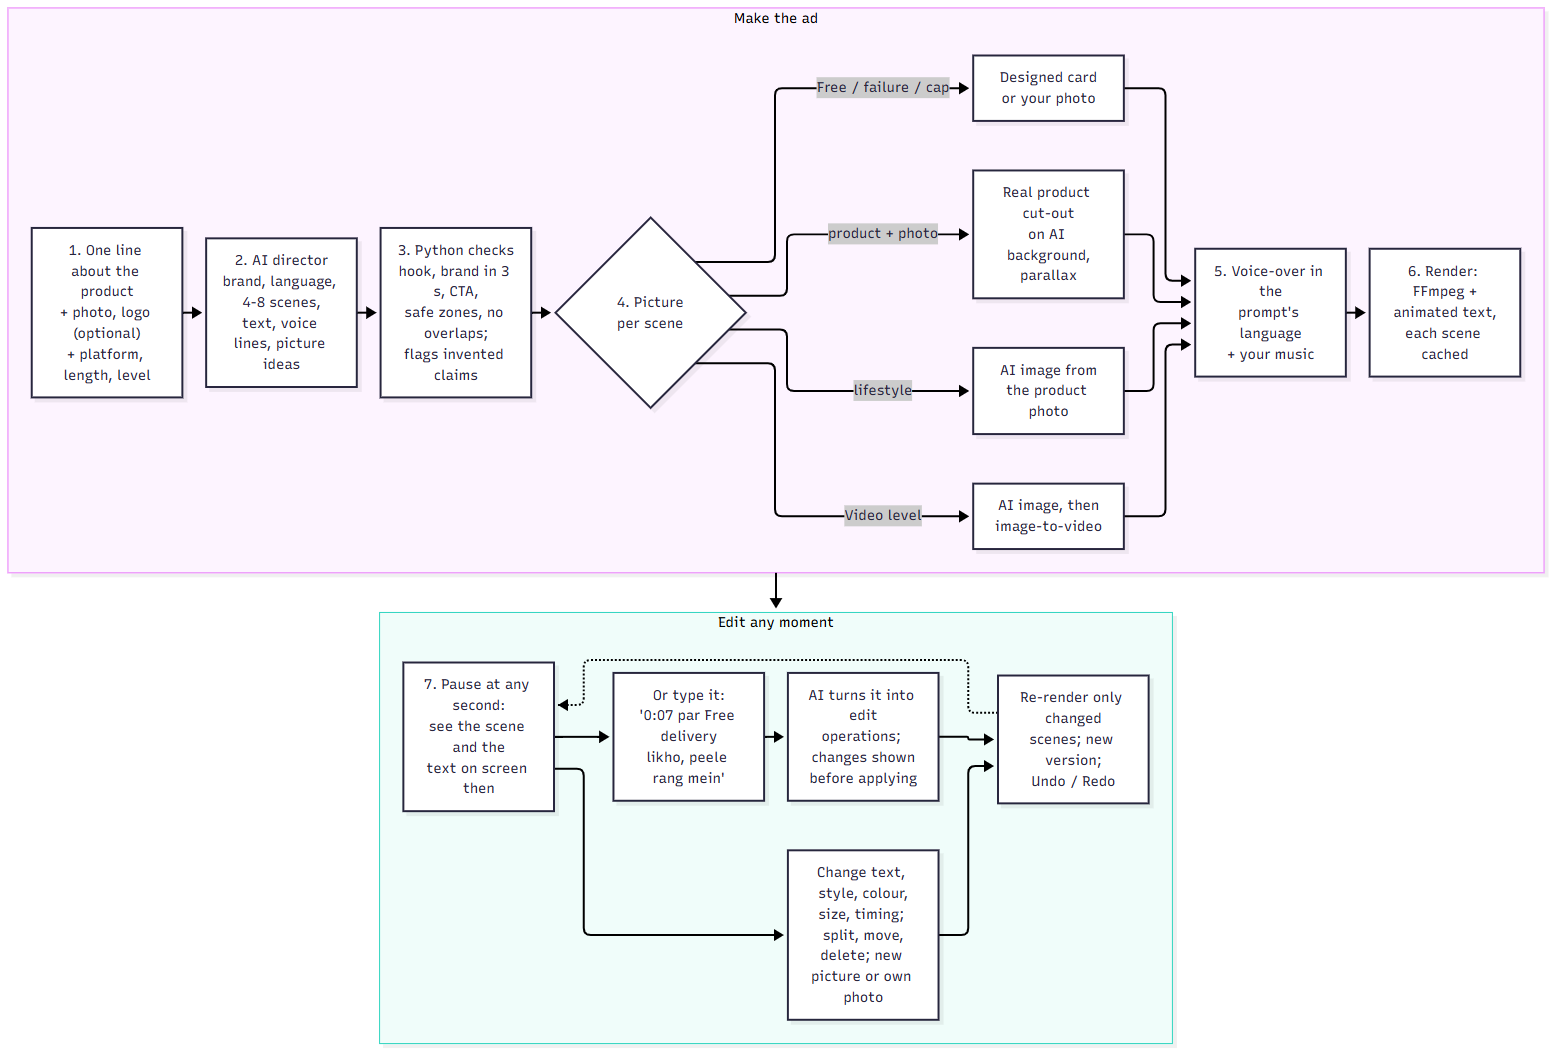 Make the ad
1. One line
about the
product
+ photo, logo
(optional)
+ platform,
length, level
2. AI director
brand, language,
4-8 scenes,
text, voice
lines, picture
ideas
3. Python checks
hook, brand in 3
s, CTA,
safe zones, no
overlaps;
flags invented
claims
4. Picture
per scene
Free / failure / cap
Designed card
or your photo
product + photo
Real product
cut-out
on AI
background,
parallax
lifestyle
AI image from
the product
photo
Video level
AI image, then
image-to-video
5. Voice-over in
the
prompt's
language
+ your music
6. Render:
FFmpeg +
animated text,
each scene
cached
Edit any moment
7. Pause at any
second:
see the scene
and the
text on screen
then
Or type it:
'0:07 par Free
delivery
likho, peele
rang mein'
AI turns it into
edit
operations;
changes shown
before applying
Change text,
style, colour,
size, timing;
split, move,
delete; new
picture or own
photo
Re-render only
changed
scenes; new
version;
Undo / Redo